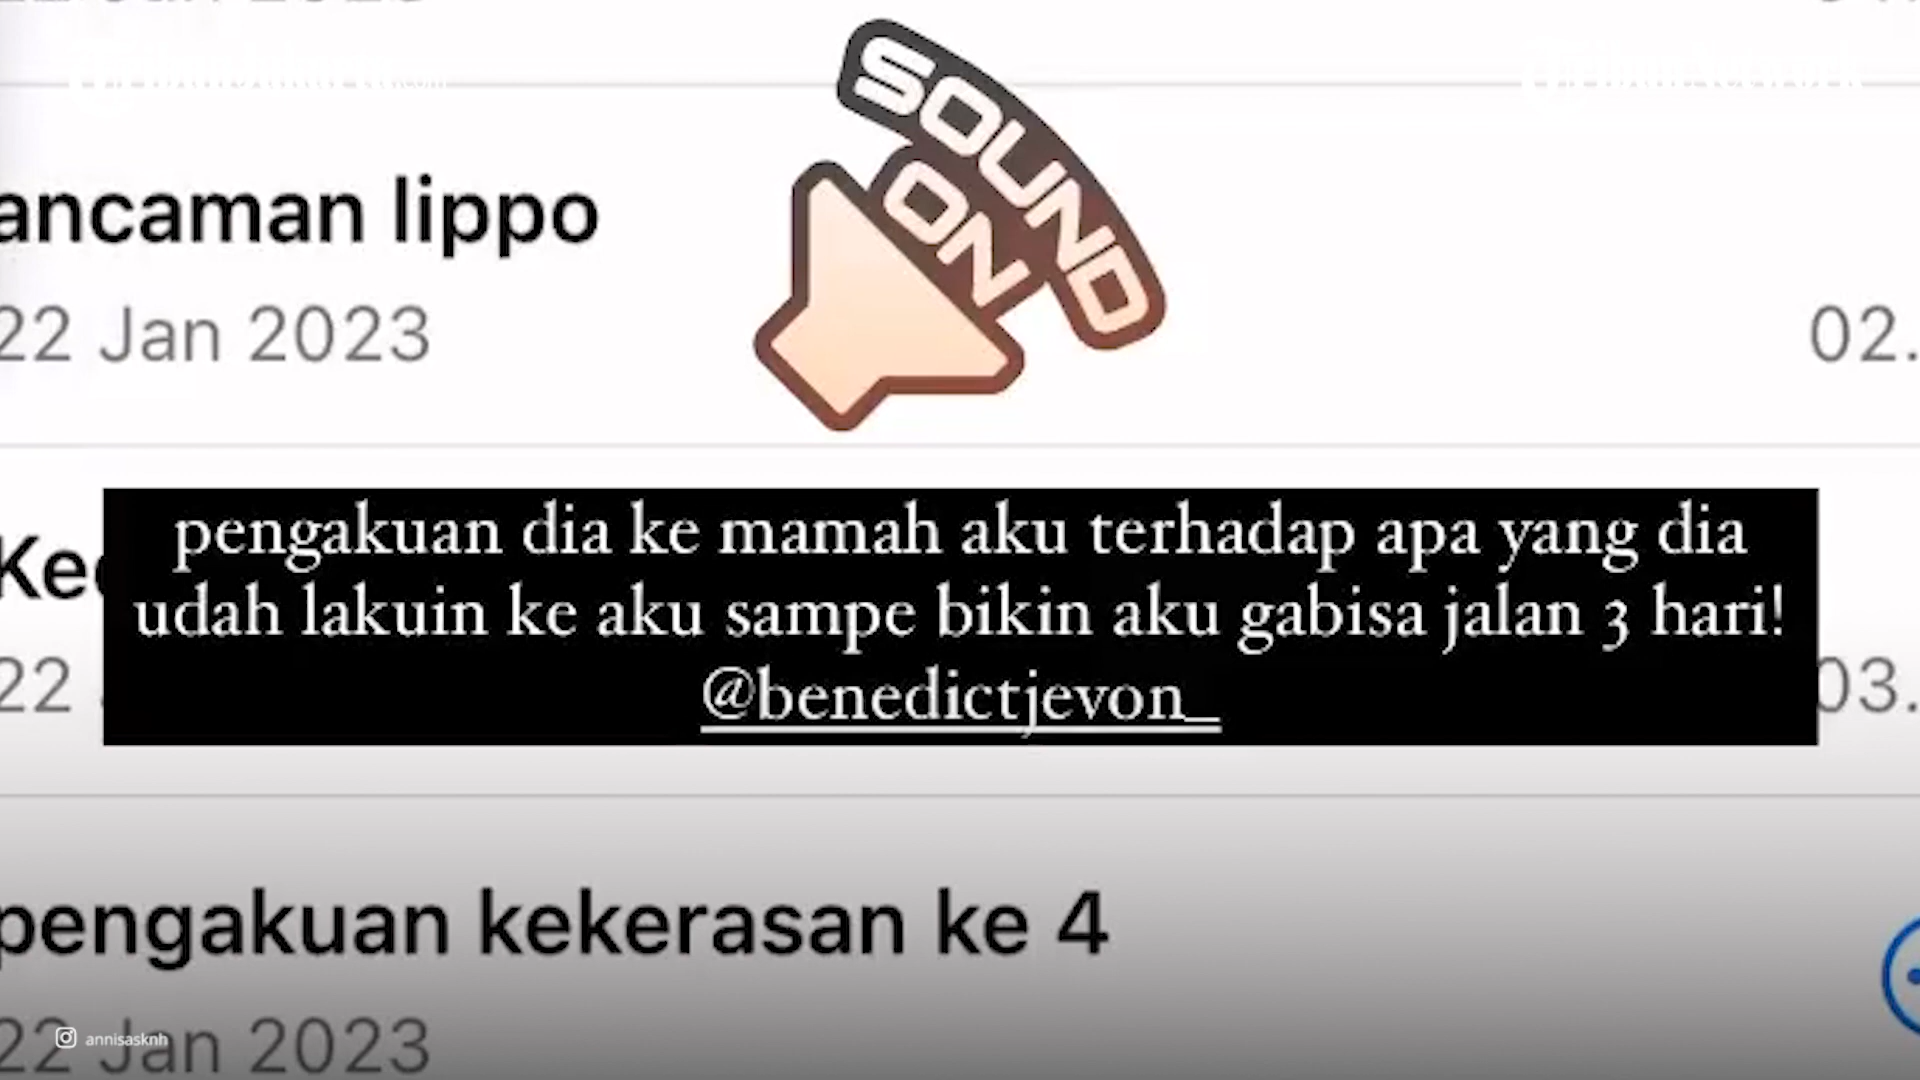 SOUND
ON
ancaman lippo
22 Jan 2023
02.
pengakuan dia ke mamah aku terhadap apa yang dia
udah lakuin ke aku sampe bikin aku gabisa jalan 3 hari!
@benedictjevon_
22
03.
pengakuan kekerasan ke 4
22 Jan 2023
annisasknh